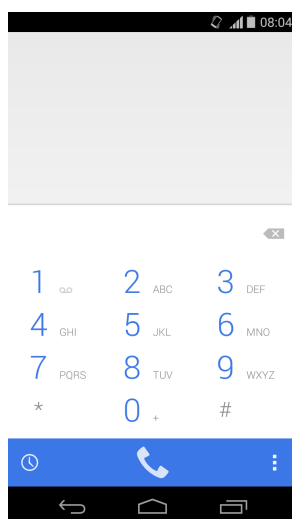 08:04
1
2 ABC
3 DEF
4 GHI
5 JKL
6 MNO
7 PQRS
8 TUV
9 WXYZ
*
0 +
#